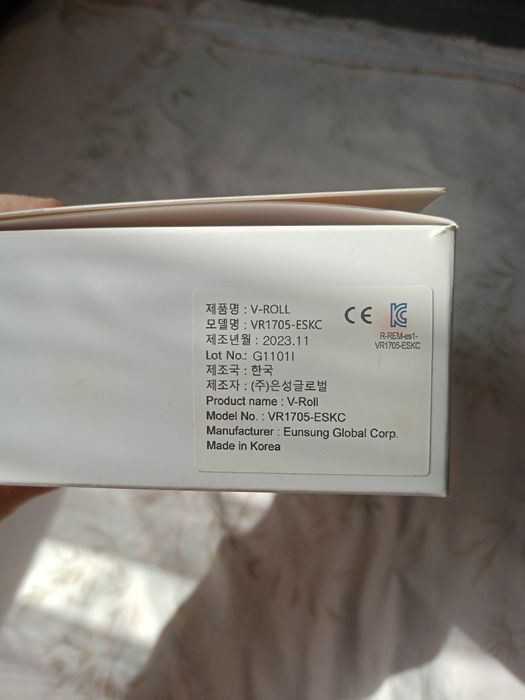 제품명 : V-ROLL
모델명 : VR1705-ESKC
제조년월 : 2023.11
Lot No.: G1101I
제조국 : 한국
제조자 : (주)은성글로벌
Product name : V-Roll
Model No. : VR1705-ESKC
Manufacturer : Eunsung Global Corp.
Made in Korea
CE
R-REM-es1-
VR1705-ESKC